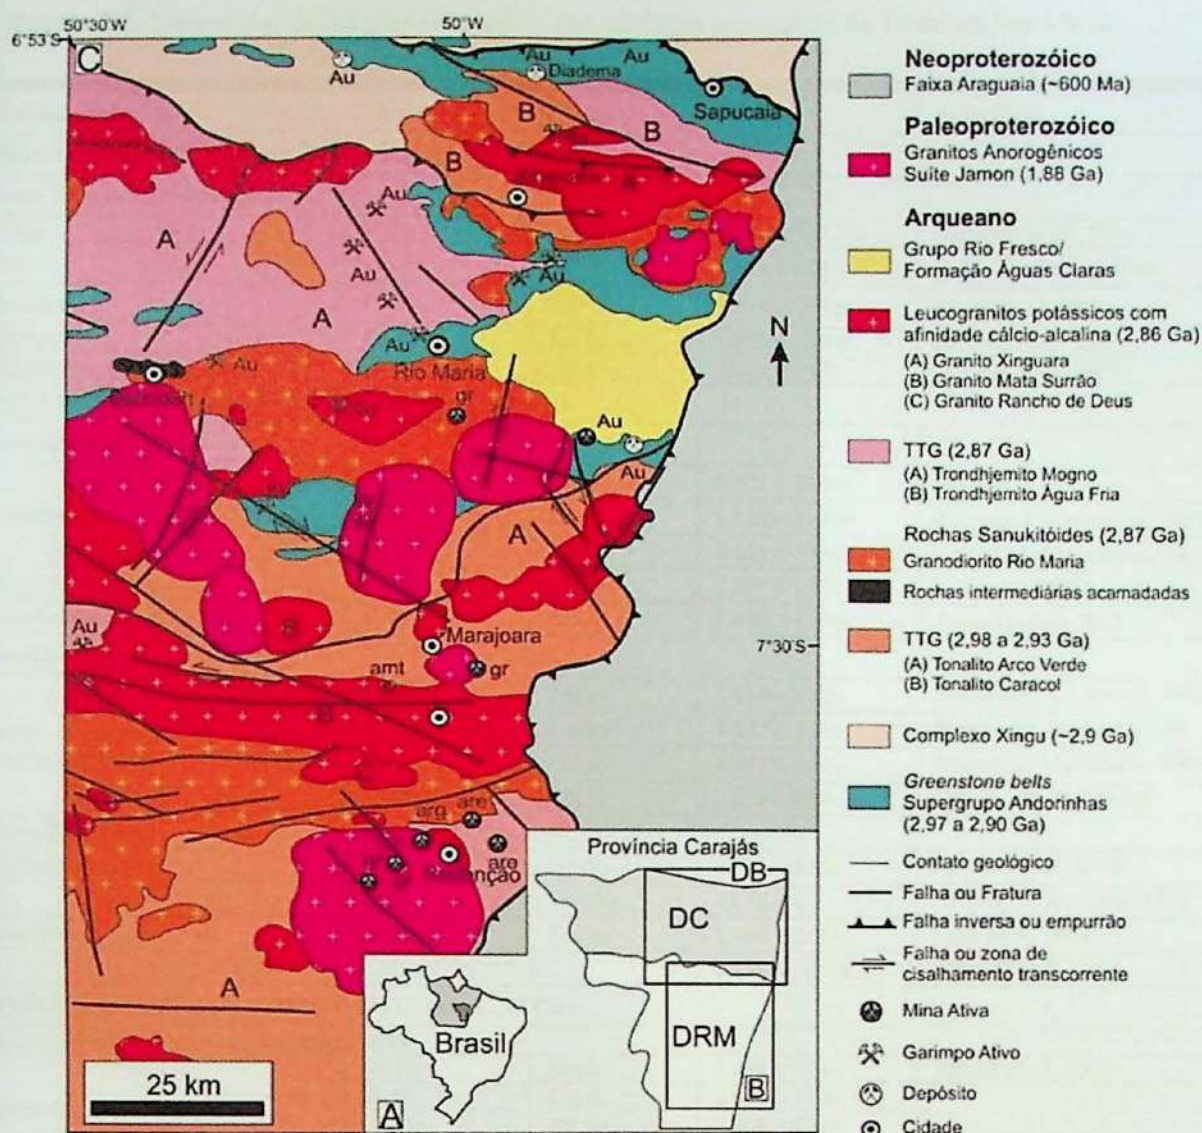 50°30'W
50°W
6°53'S
C
Au
Au
Au
Diadema
Sapucaia
B
B
B
A
Au
Au
Au
A
Au
Rio Maria
Au
gr
Au
Au
A
N
Au
Marajoara
7°30'S
amt
gr
arg
are
are
A
25 km
A
Brasil
Província Carajás
DB
DC
DRM
B
Neoproterozóico
Faixa Araguaia (~600 Ma)
Paleoproterozóico
Granitos Anorogênicos
Suíte Jamon (1,88 Ga)
Arqueano
Grupo Rio Fresco/
Formação Águas Claras
Leucogranitos potássicos com
afinidade cálcio-alcalina (2,86 Ga)
(A) Granito Xinguara
(B) Granito Mata Surrão
(C) Granito Rancho de Deus
TTG (2,87 Ga)
(A) Trondhjemito Mogno
(B) Trondhjemito Água Fria
Rochas Sanukitóides (2,87 Ga)
Granodiorito Rio Maria
Rochas intermediárias acamadadas
TTG (2,98 a 2,93 Ga)
(A) Tonalito Arco Verde
(B) Tonalito Caracol
Complexo Xingu (~2,9 Ga)
Greenstone belts
Supergrupo Andorinhas
(2,97 a 2,90 Ga)
Contato geológico
Falha ou Fratura
Falha inversa ou empurrão
Falha ou zona de
cisalhamento transcorrente
Mina Ativa
Garimpo Ativo
Depósito
Cidade